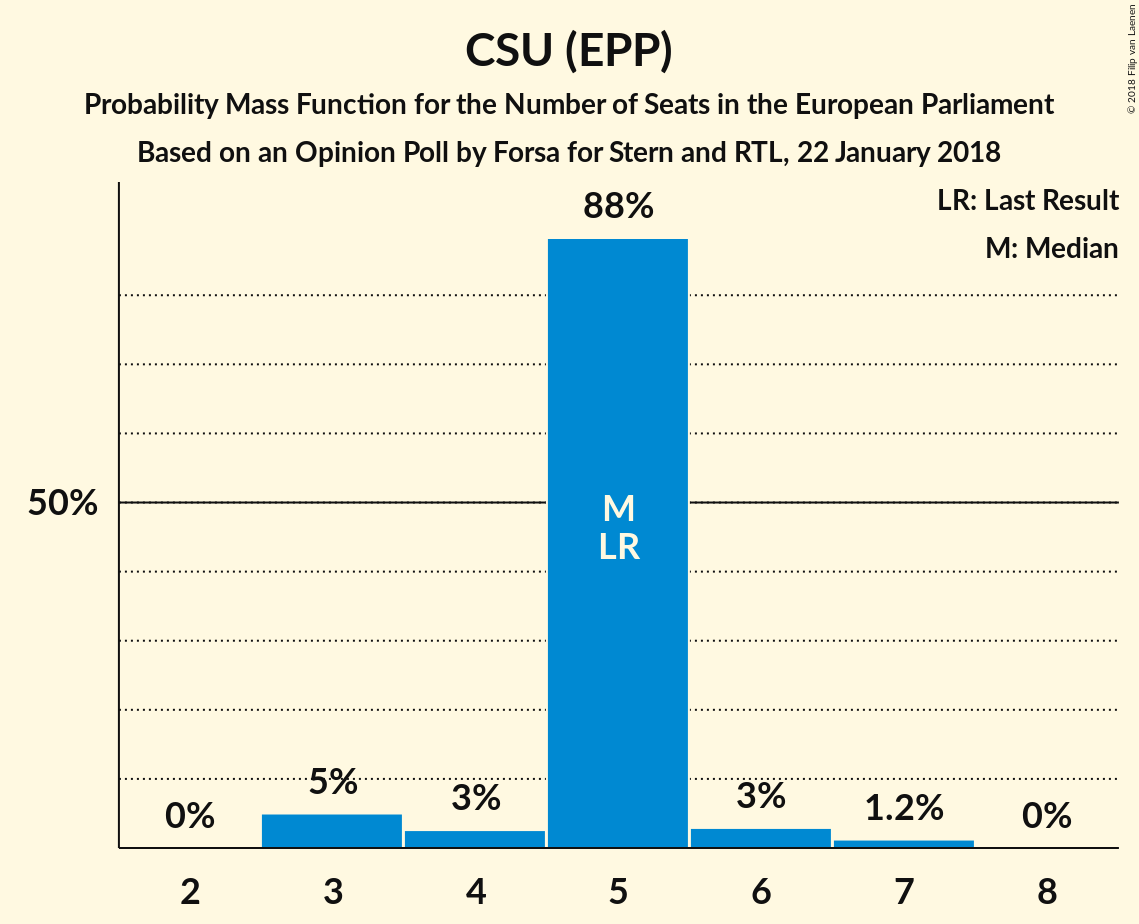 CSU (EPP)
Probability Mass Function for the Number of Seats in the European Parliament
Based on an Opinion Poll by Forsa for Stern and RTL, 22 January 2018
© 2018 Filip van Laenen
LR: Last Result
M: Median
88%
50%
M
LR
5%
3%
3%
1.2%
0%
0%
2 3 4 5 6 7 8